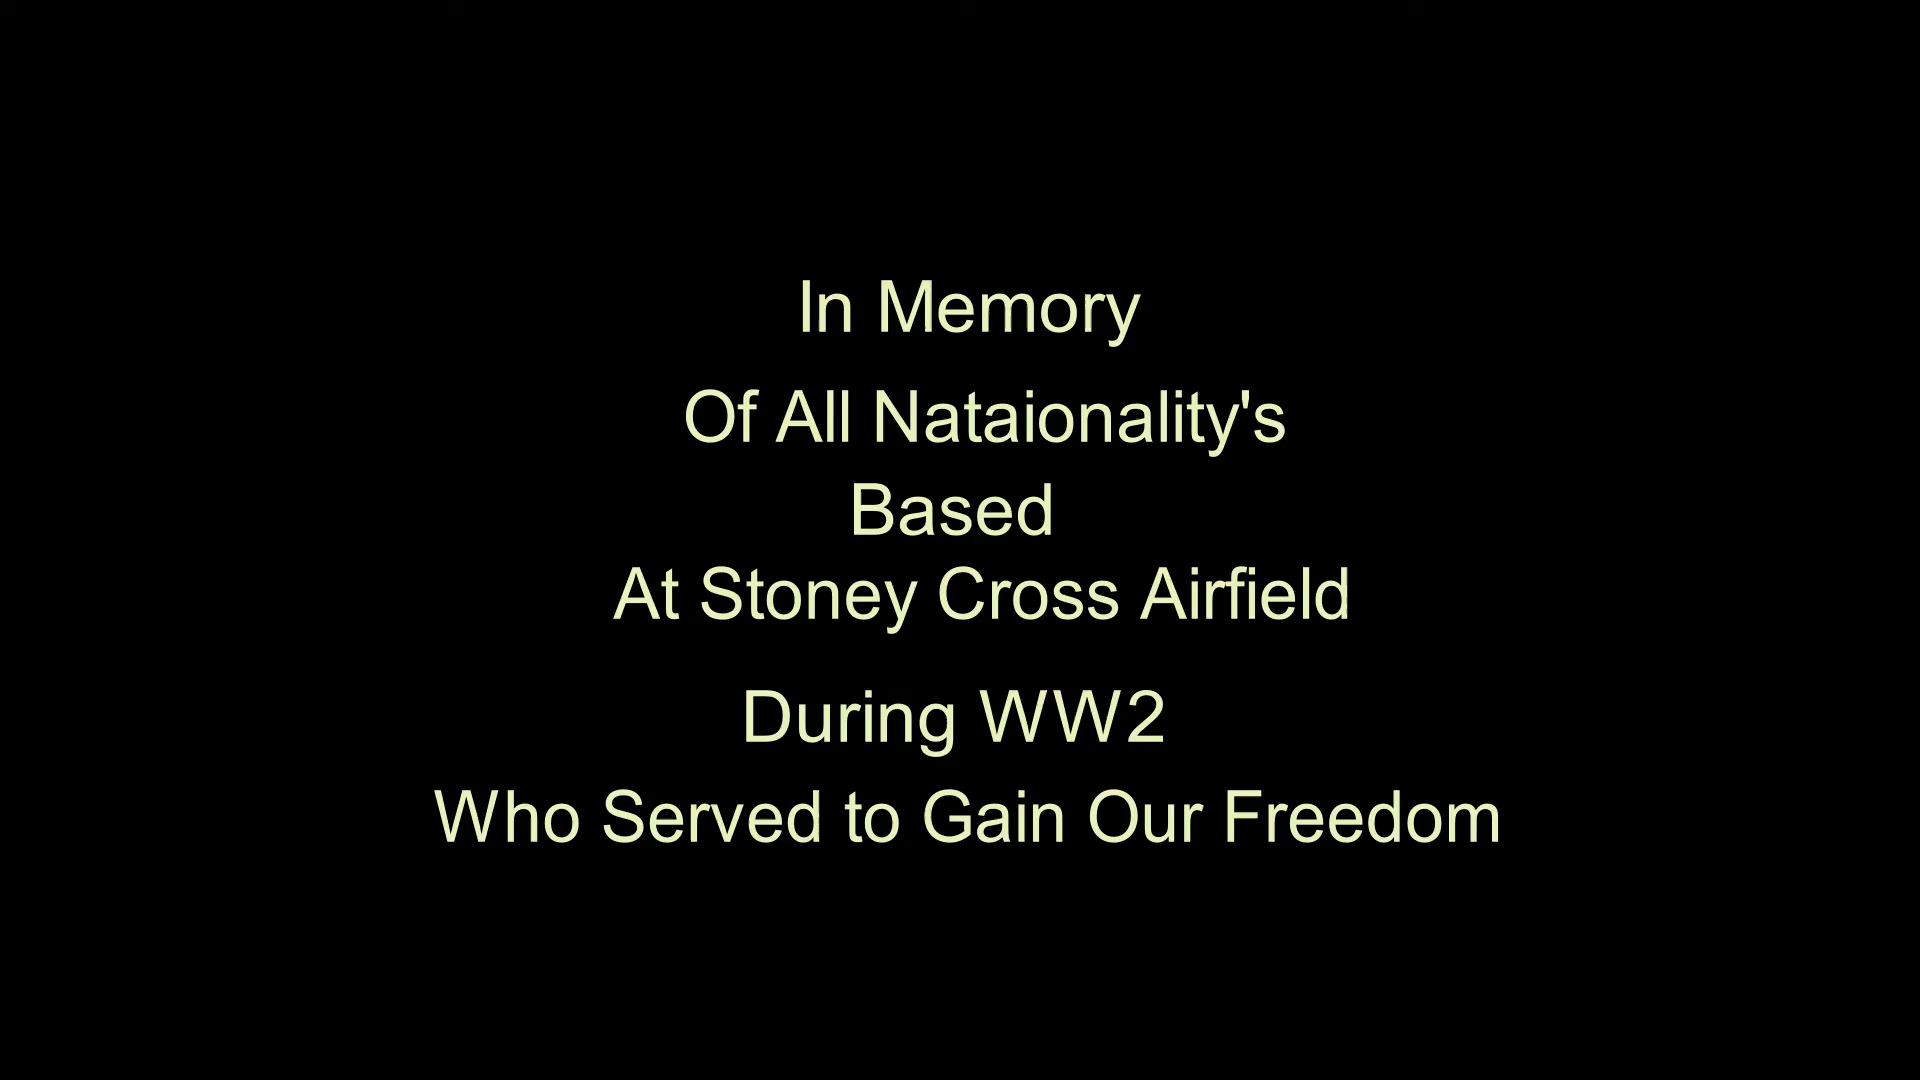 In Memory
Of All Nataionality's
Based
At Stoney Cross Airfield
During WW2
Who Served to Gain Our Freedom